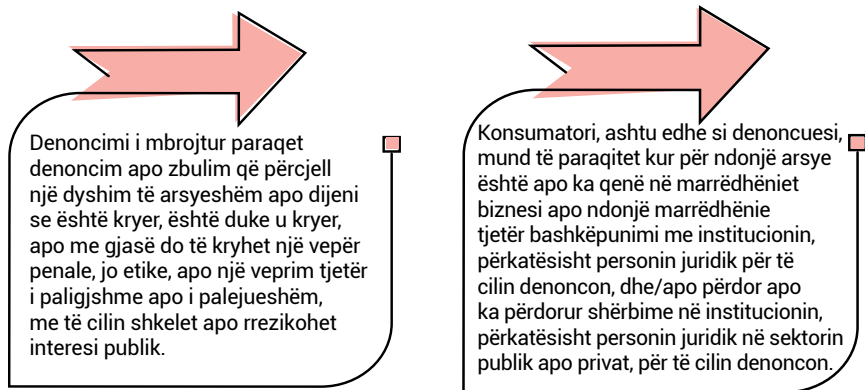 Denoncimi i mbrojtur paraqet
denoncim apo zbulim që përcjell
një dyshim të arsyeshëm apo dijeni
se është kryer, është duke u kryer,
apo me gjasë do të kryhet një vepër
penale, jo etike, apo një veprim tjetër
i paligjshme apo i palejueshëm,
me të cilin shkelet apo rrezikohet
interesi publik.
Konsumatori, ashtu edhe si denoncuesi,
mund të paraqitet kur për ndonjë arsye
është apo ka qenë në marrëdhëniet
biznesi apo ndonjë marrëdhënie
tjetër bashkëpunimi me institucionin,
përkatësisht personin juridik për të
cilin denoncon, dhe/apo përdor apo
ka përdorur shërbime në institucionin,
përkatësisht personin juridik në sektorin
publik apo privat, për të cilin denoncon.